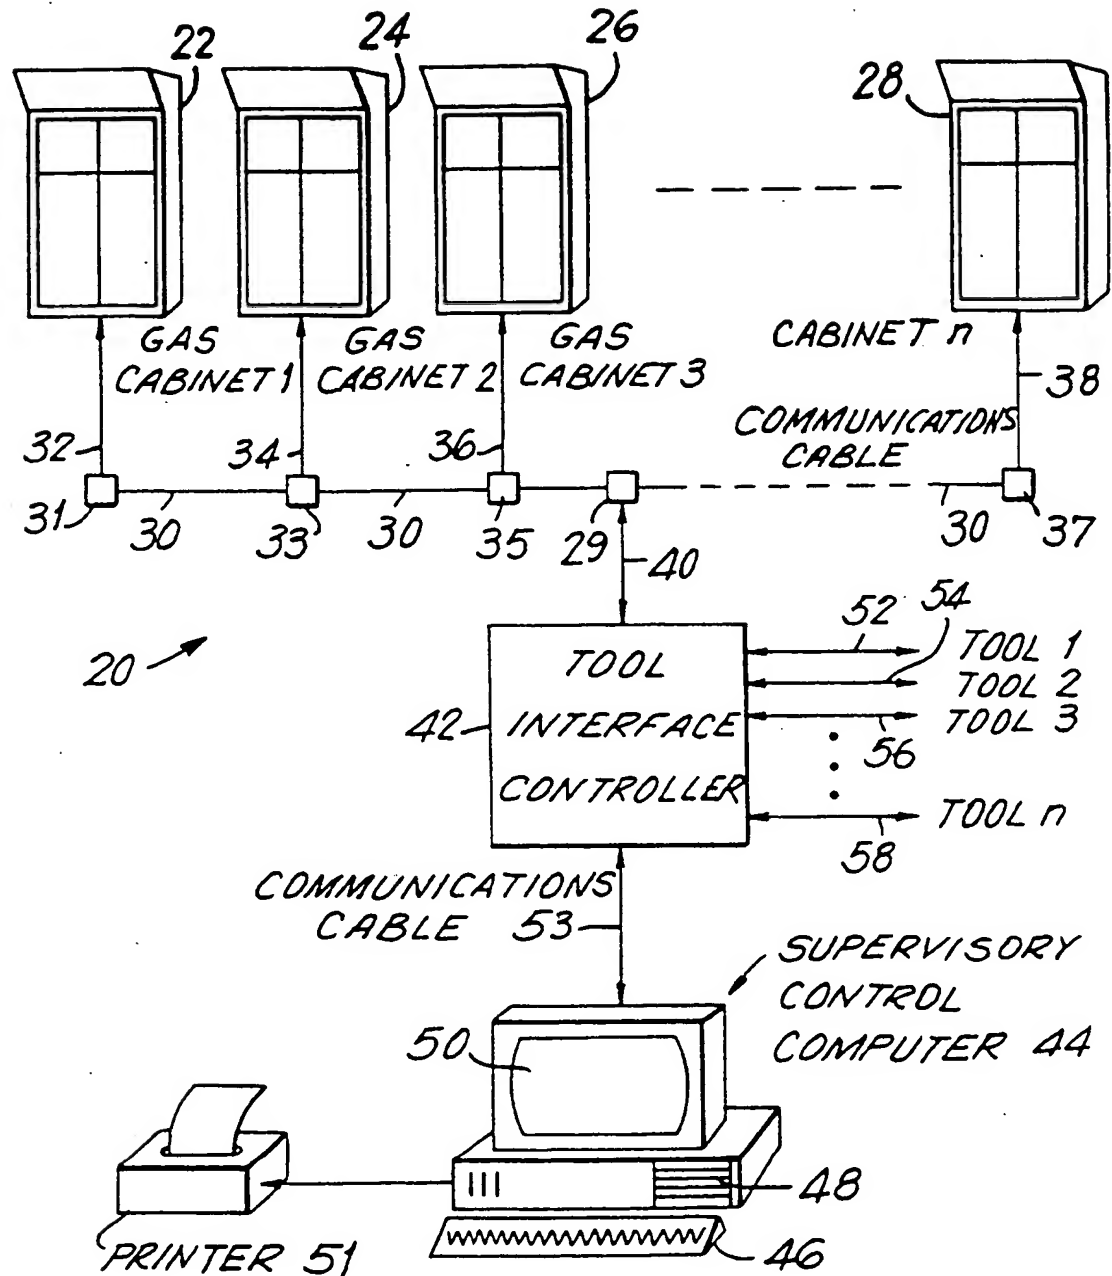 22
24
26
28
GAS
CABINET 1
GAS
CABINET 2
GAS
CABINET 3
CABINET n
38
COMMUNICATIONS
CABLE
32
34
36
31
30
33
30
35
29
30
37
40
20
42
TOOL
INTERFACE
CONTROLLER
52
54
TOOL 1
TOOL 2
TOOL 3
56
TOOL n
58
COMMUNICATIONS
CABLE 53
SUPERVISORY
CONTROL
COMPUTER 44
50
48
46
PRINTER 51